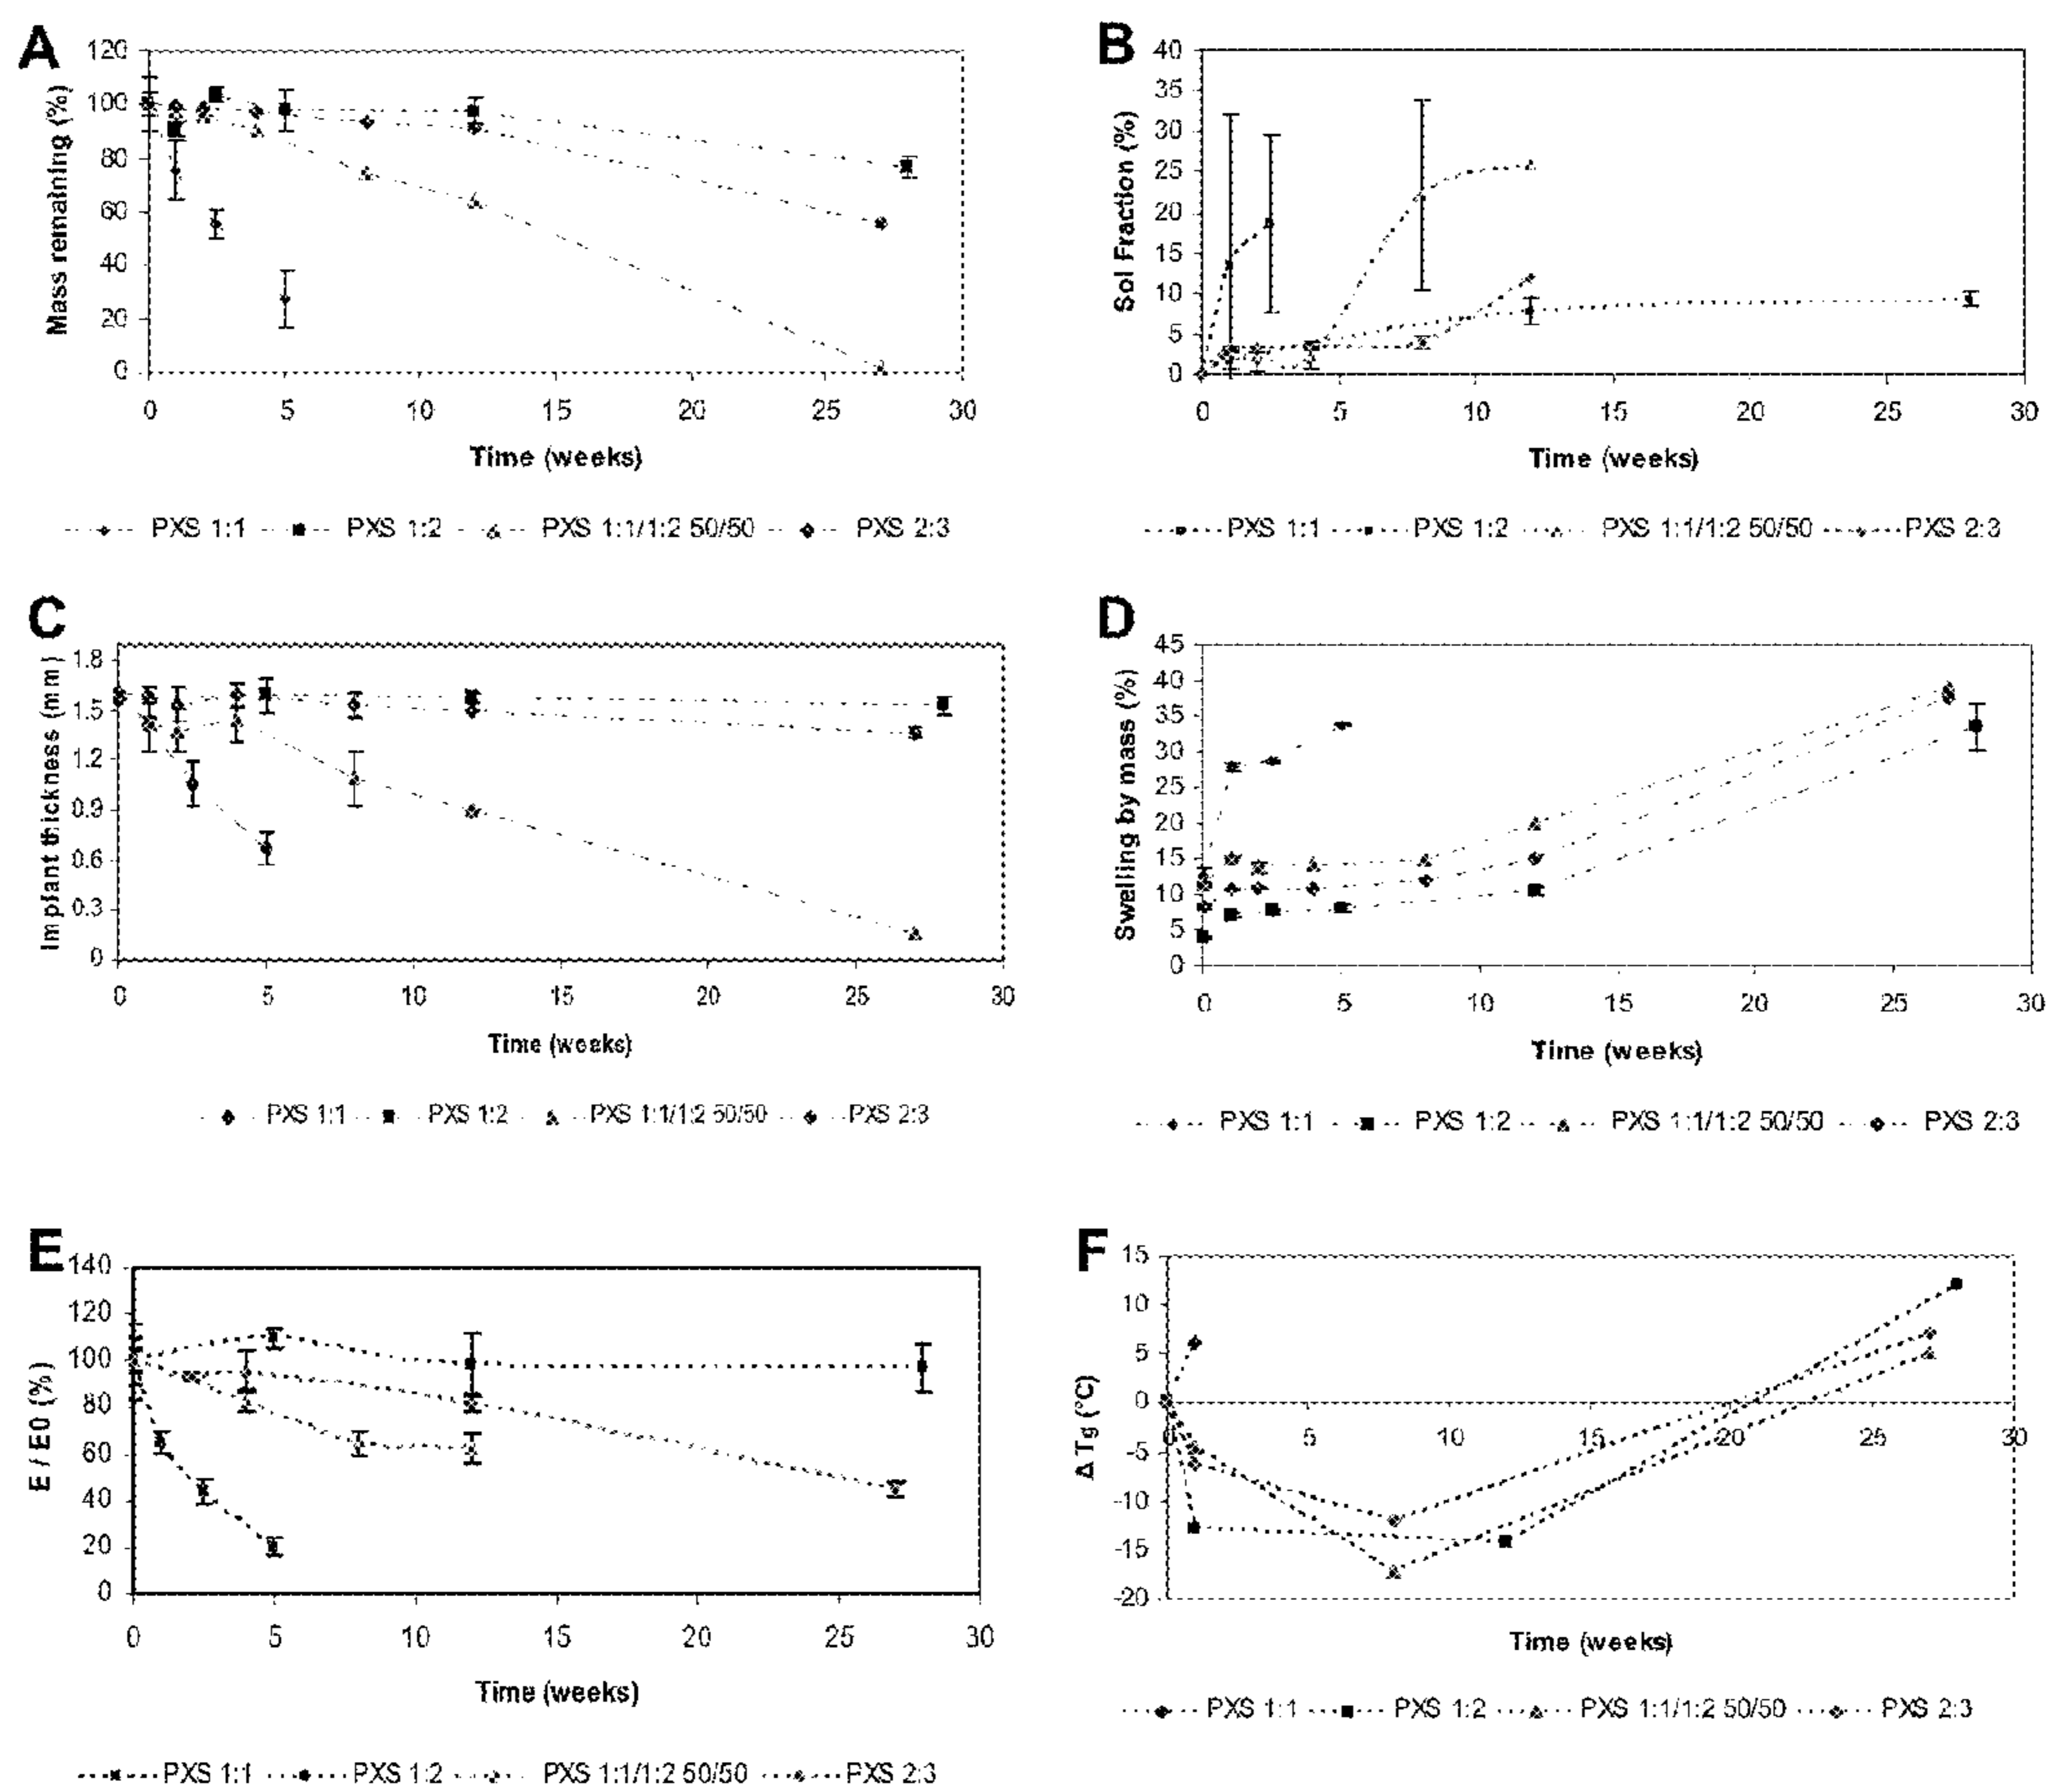 A
120
100
80
60
40
20
0
Mass remaining (%)
0 5 10 15 20 25 30
Time (weeks)
PXS 1:1 PXS 1:2 PXS 1:1/1:2 50/50 PXS 2:3
B
40
35
30
25
20
15
10
5
0
Sol Fraction (%)
0 5 10 15 20 25 30
Time (weeks)
PXS 1:1 PXS 1:2 PXS 1:1/1:2 50/50 PXS 2:3
C
1.8
1.5
1.2
0.9
0.6
0.3
0
Implant thickness (mm)
0 5 10 15 20 25 30
Time (weeks)
PXS 1:1 PXS 1:2 PXS 1:1/1:2 50/50 PXS 2:3
D
45
40
35
30
25
20
15
10
5
0
Swelling by mass (%)
0 5 10 15 20 25 30
Time (weeks)
PXS 1:1 PXS 1:2 PXS 1:1/1:2 50/50 PXS 2:3
E
140
120
100
80
60
40
20
0
E / E0 (%)
0 5 10 15 20 25 30
Time (weeks)
PXS 1:1 PXS 1:2 PXS 1:1/1:2 50/50 PXS 2:3
F
15
10
5
0
-5
-10
-15
-20
Δ Tg (°C)
0 5 10 15 20 25 30
Time (weeks)
PXS 1:1 PXS 1:2 PXS 1:1/1:2 50/50 PXS 2:3